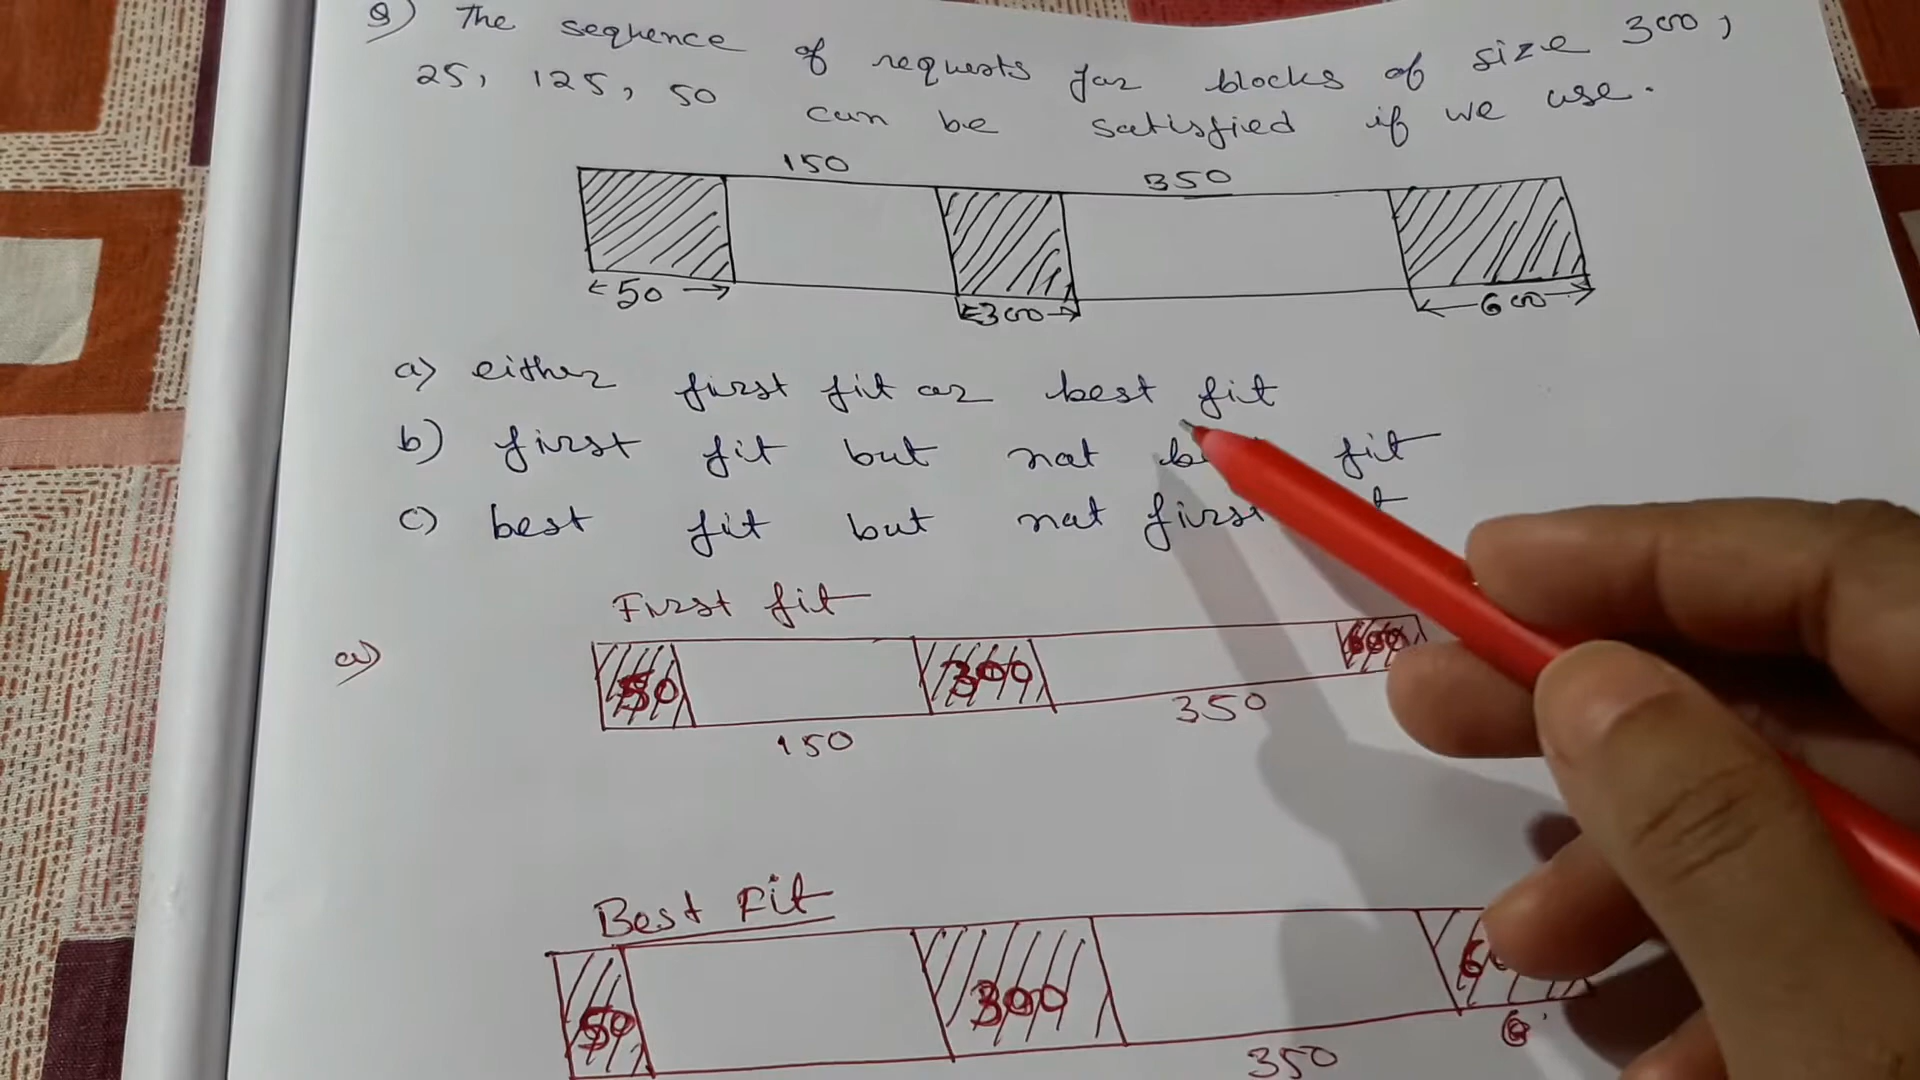 Q) The sequence of requests for blocks of size 300,
25, 125, 50 can be satisfied if we use.
150 350
50 300 600
a) either first fit or best fit
b) first fit but not fit
c) best fit but not first
First fit
a) 50 300 600
150 350
Best Fit
50 300
350